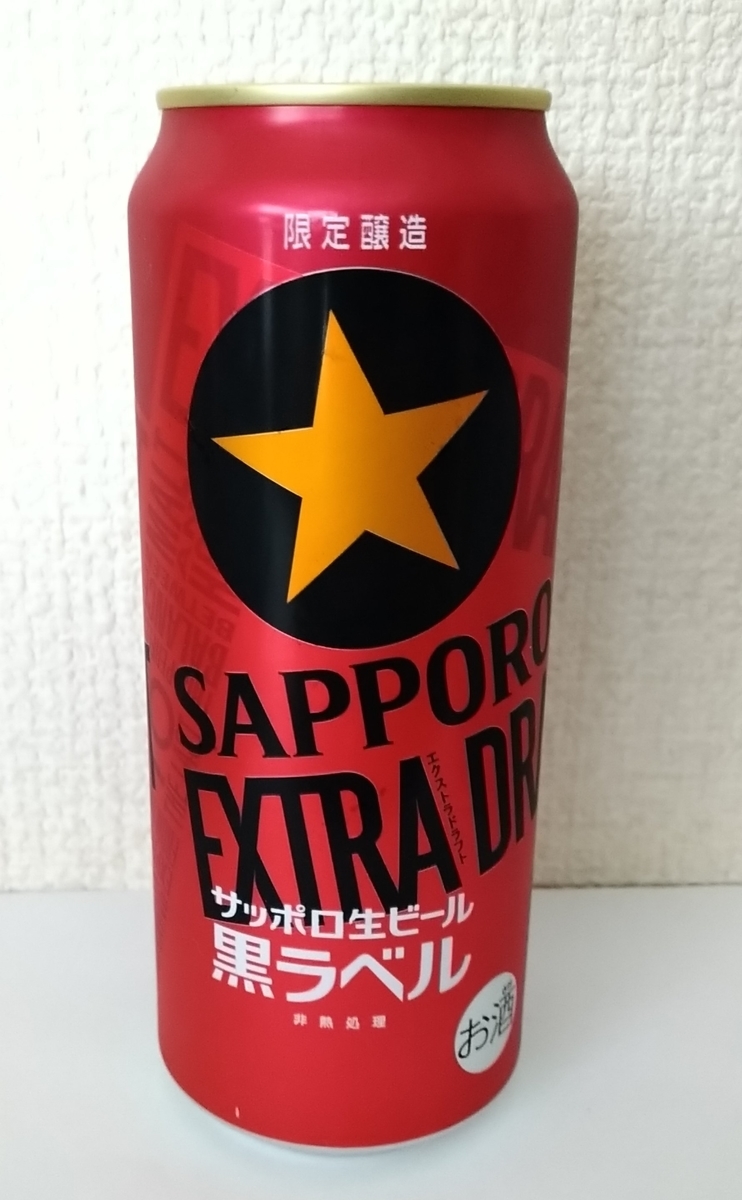 限定醸造
SAPPORO
EXTRA DRA
エクストラドラフト
サッポロ生ビール
黒ラベル
非熱処理
お酒